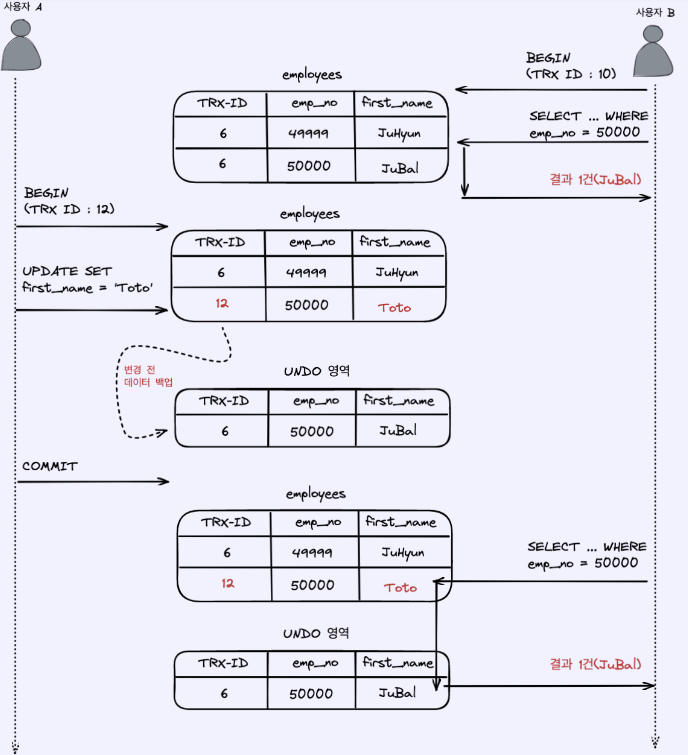 사용자 A
사용자 B
BEGIN
(TRX ID : 10)
employees
TRX-ID emp_no first_name
6 49999 JuHyun
6 50000 JuBal
SELECT ... WHERE
emp_no = 50000
결과 1건(JuBal)
BEGIN
(TRX ID : 12)
employees
TRX-ID emp_no first_name
6 49999 JuHyun
12 50000 Toto
UPDATE SET
first_name = 'Toto'
변경 전
데이터 백업
UNDO 영역
TRX-ID emp_no first_name
6 50000 JuBal
COMMIT
employees
TRX-ID emp_no first_name
6 49999 JuHyun
12 50000 Toto
SELECT ... WHERE
emp_no = 50000
UNDO 영역
TRX-ID emp_no first_name
6 50000 JuBal
결과 1건(JuBal)